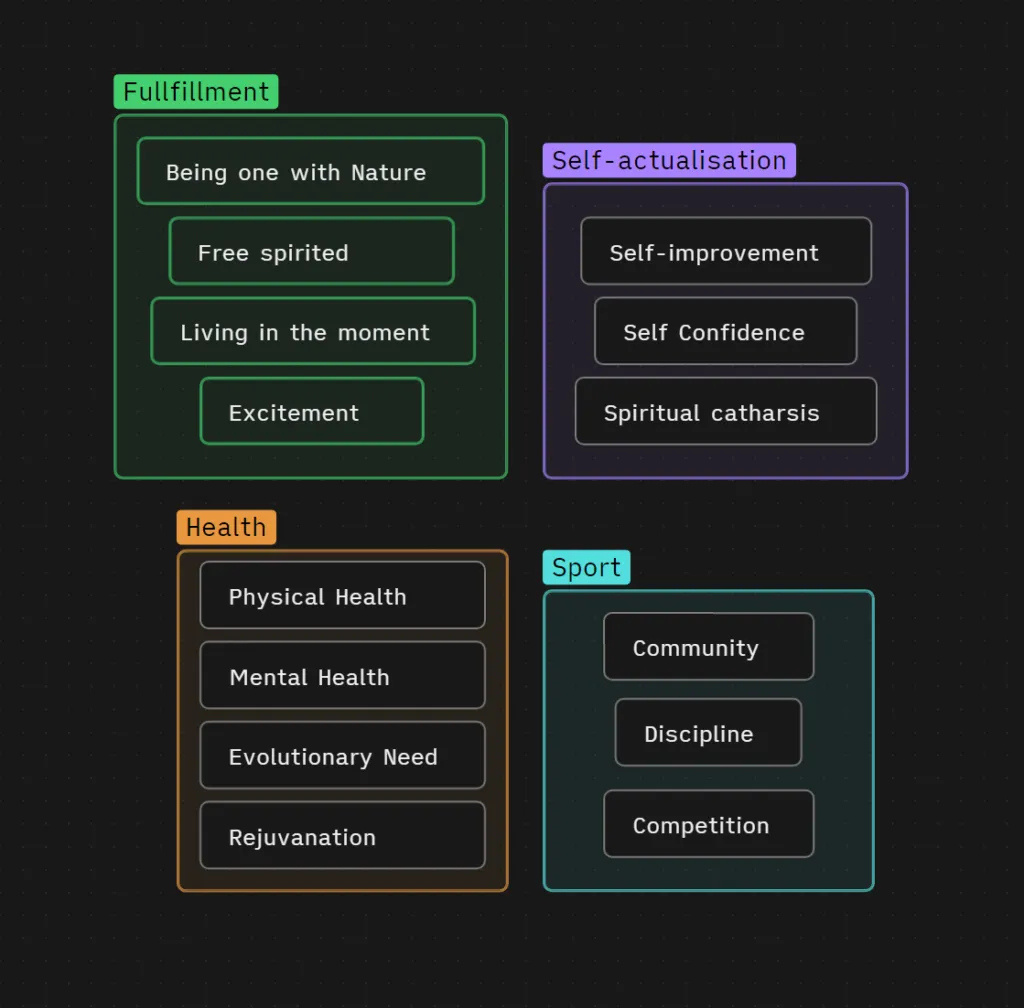 Fullfillment
Being one with Nature
Free spirited
Living in the moment
Excitement
Self-actualisation
Self-improvement
Self Confidence
Spiritual catharsis
Health
Physical Health
Mental Health
Evolutionary Need
Rejuvanation
Sport
Community
Discipline
Competition